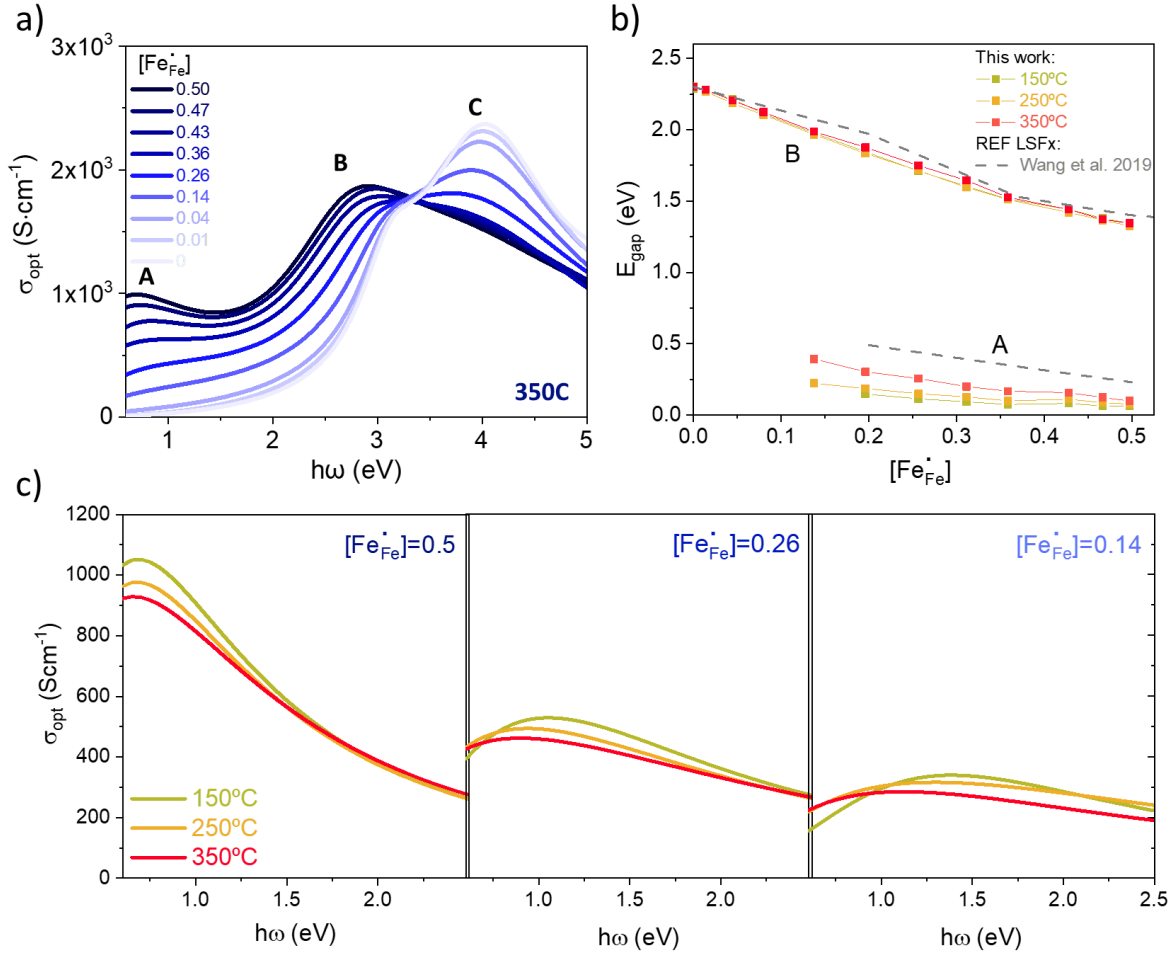 a)
3x10³
2x10³
1x10³
0
σopt (S·cm⁻¹)
[Fe˙Fe]
0.50
0.47
0.43
0.36
0.26
0.14
0.04
0.01
0
A
B
C
350C
1 2 3 4 5
hω (eV)
b)
2.5
2.0
1.5
1.0
0.5
0.0
Egap (eV)
This work:
150ºC
250ºC
350ºC
REF LSFx:
Wang et al. 2019
B
A
0.0 0.1 0.2 0.3 0.4 0.5
[Fe˙Fe]
c)
1200
1000
800
600
400
200
0
σopt (Scm⁻¹)
[Fe˙Fe]=0.5
[Fe˙Fe]=0.26
[Fe˙Fe]=0.14
150ºC
250ºC
350ºC
1.0 1.5 2.0 1.0 1.5 2.0 1.0 1.5 2.0 2.5
hω (eV)
hω (eV)
hω (eV)